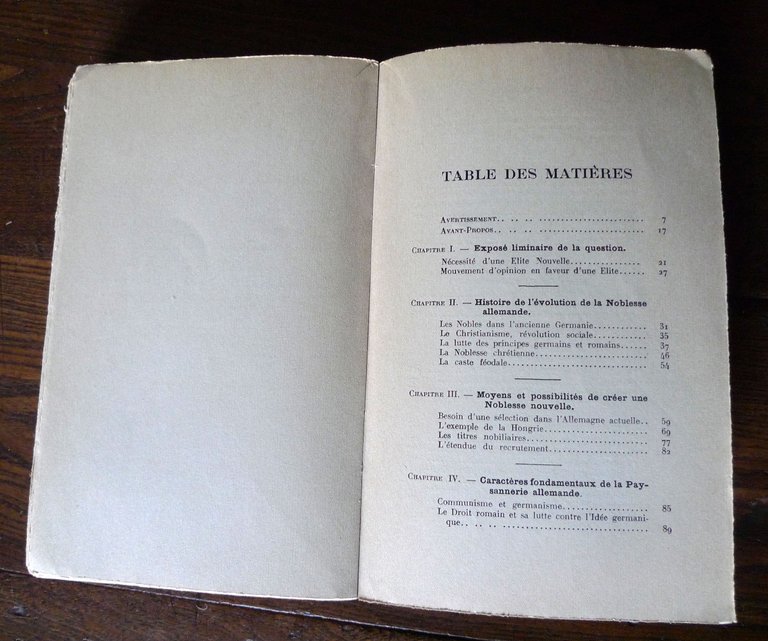 TABLE DES MATIÈRES
AVERTISSEMENT.. .. .. ........................ 7
AVANT-PROPOS.. .. .. ........................ 17
CHAPITRE I. — Exposé liminaire de la question.
Nécessité d'une Elite Nouvelle............... 21
Mouvement d'opinion en faveur d'une Elite...... 27
CHAPITRE II. — Histoire de l'évolution de la Noblesse
allemande.
Les Nobles dans l'ancienne Germanie............ 31
Le Christianisme, révolution sociale............ 35
La lutte des principes germains et romains...... 37
La Noblesse chrétienne........................ 46
La caste féodale.............................. 54
CHAPITRE III. — Moyens et possibilités de créer une
Noblesse nouvelle.
Besoin d'une sélection dans l'Allemagne actuelle.. 59
L'exemple de la Hongrie...................... 69
Les titres nobiliaires.......................... 77
L'étendue du recrutement..................... 82
CHAPITRE IV. — Caractères fondamentaux de la Pay-
sannerie allemande.
Communisme et germanisme.................. 85
Le Droit romain et sa lutte contre l'Idée germani-
que.. .. .. .............................. 89